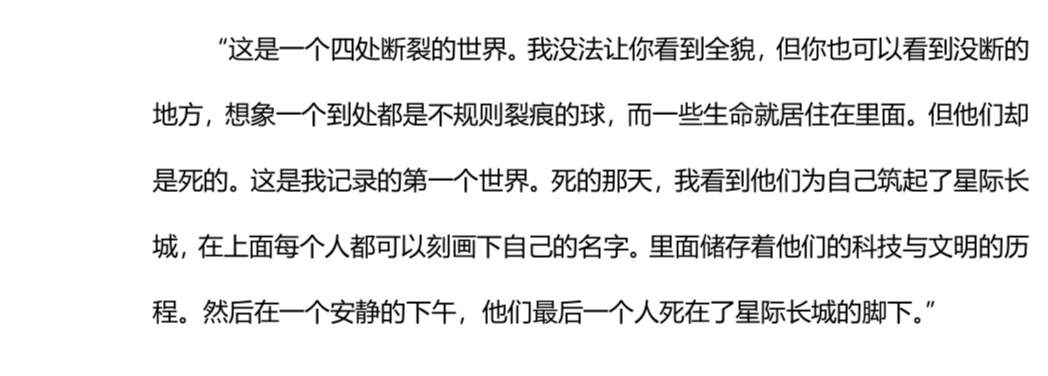 “这是一个四处断裂的世界。我没法让你看到全貌，但你也可以看到没断的
地方，想象一个到处都是不规则裂痕的球，而一些生命就居住在里面。但他们却
是死的。这是我记录的第一个世界。死的那天，我看到他们为自己筑起了星际长
城，在上面每个人都可以刻画下自己的名字。里面储存着他们的科技与文明的历
程。然后在一个安静的下午，他们最后一个人死在了星际长城的脚下。”